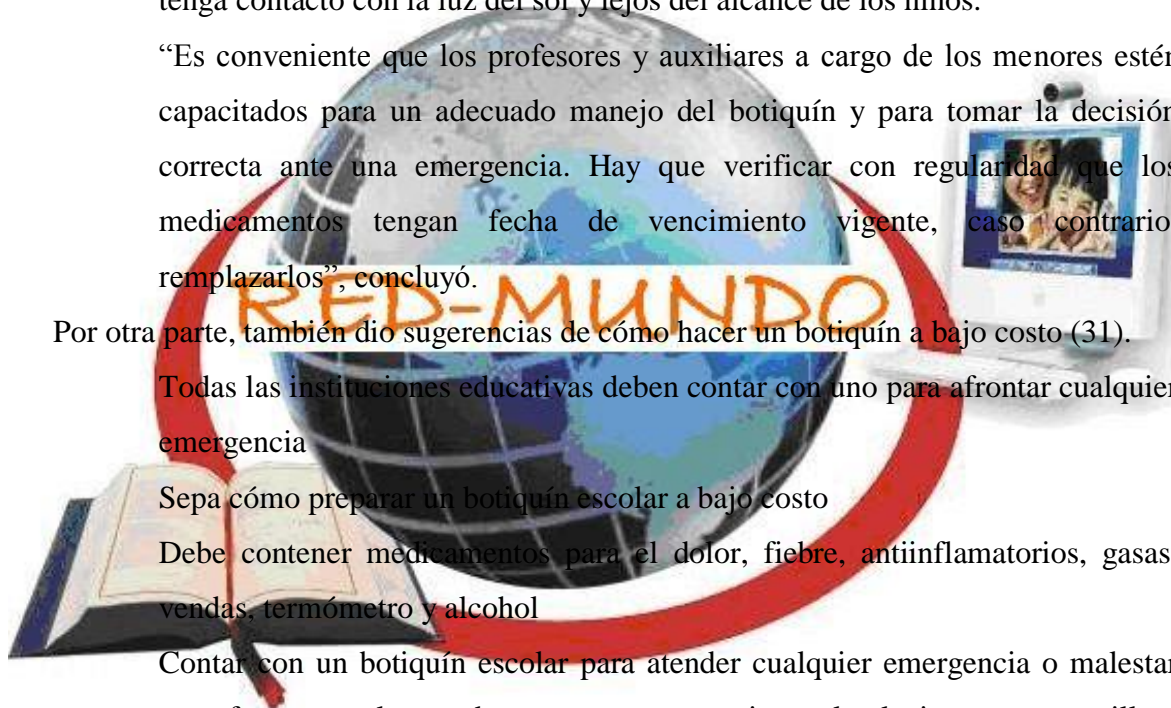 tenga contacto con la luz del sol y lejos del alcance de los niños.
“Es conveniente que los profesores y auxiliares a cargo de los menores estén
capacitados para un adecuado manejo del botiquín y para tomar la decisión
correcta ante una emergencia. Hay que verificar con regularidad que los
medicamentos tengan fecha de vencimiento vigente, caso contrario
remplazarlos”, concluyó.
RED-MUNDO
Por otra parte, también dio sugerencias de cómo hacer un botiquín a bajo costo (31).
Todas las instituciones educativas deben contar con uno para afrontar cualquier
emergencia
Sepa cómo preparar un botiquín escolar a bajo costo
Debe contener medicamentos para el dolor, fiebre, antiinflamatorios, gasas
vendas, termómetro y alcohol
Contar con un botiquín escolar para atender cualquier emergencia o malestar